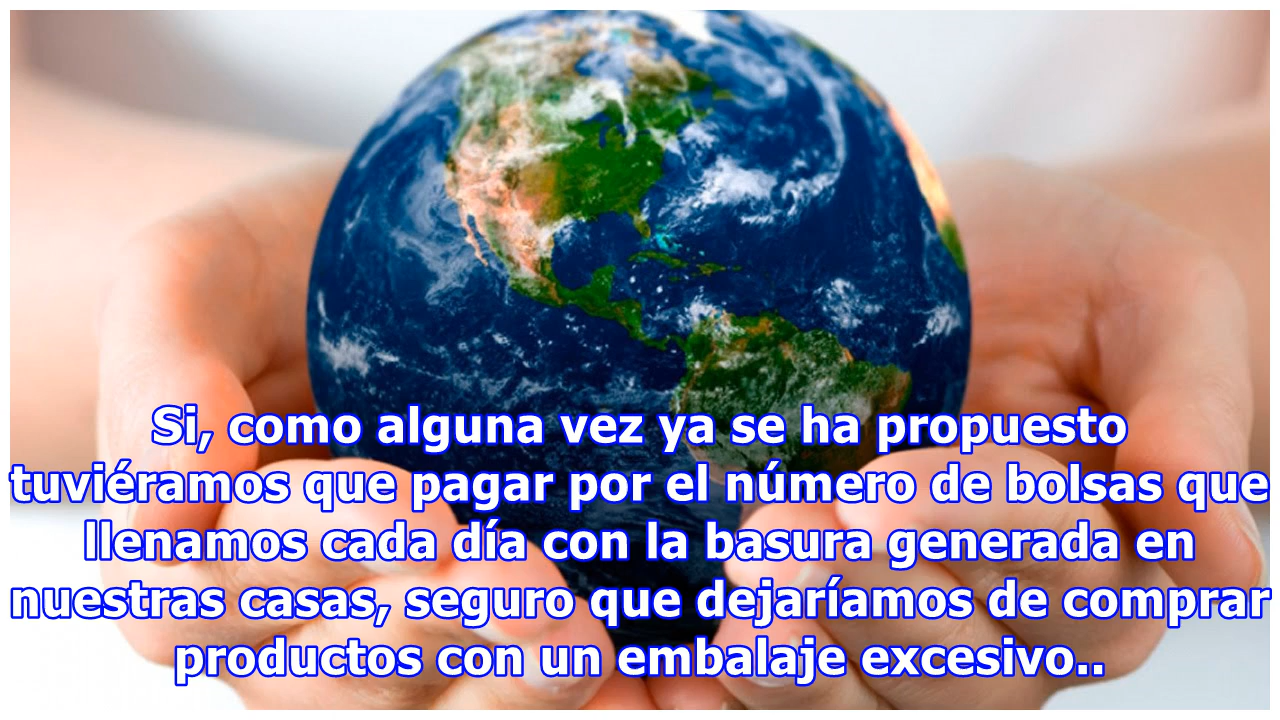 Si, como alguna vez ya se ha propuesto
tuviéramos que pagar por el número de bolsas que
llenamos cada día con la basura generada en
nuestras casas, seguro que dejaríamos de comprar
productos con un embalaje excesivo..